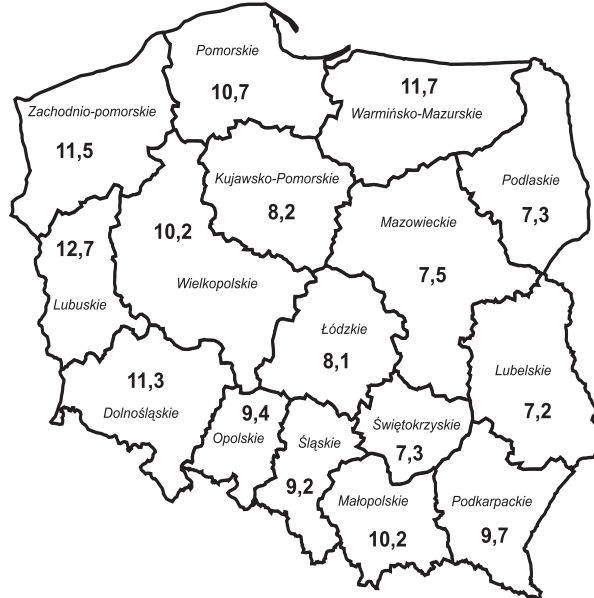 Pomorskie
10,7
11,7
Warmińsko-Mazurskie
Zachodnio-pomorskie
11,5
Kujawsko-Pomorskie
8,2
Podlaskie
7,3
Mazowieckie
7,5
10,2
Wielkopolskie
12,7
Lubuskie
Łódzkie
8,1
11,3
Dolnośląskie
Lubelskie
7,2
9,4
Opolskie
Śląskie
9,2
Świętokrzyskie
7,3
Małopolskie
10,2
Podkarpackie
9,7